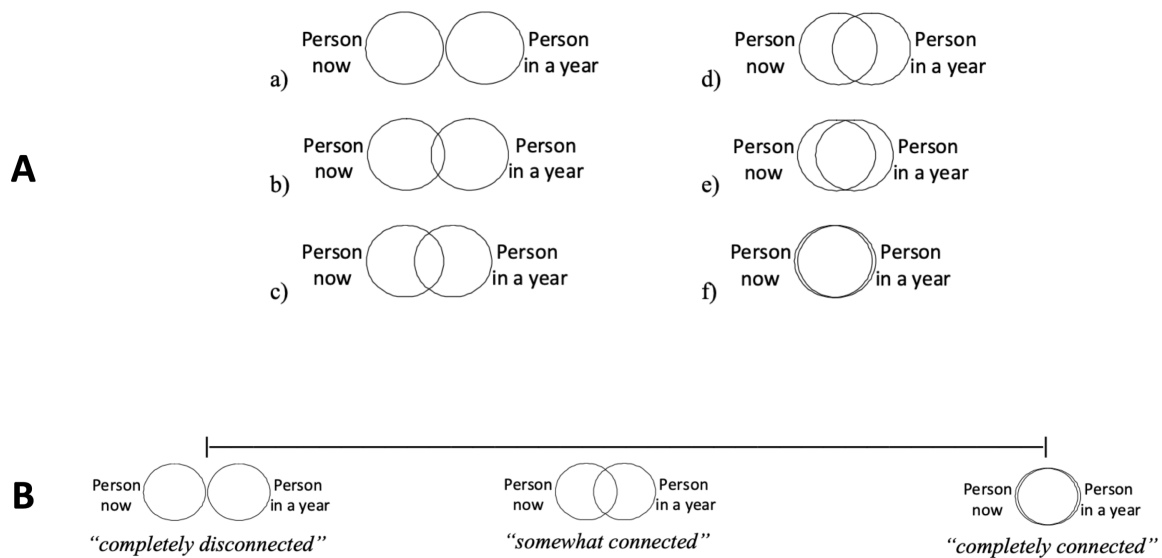 A
a) Person now Person in a year
b) Person now Person in a year
c) Person now Person in a year
d) Person now Person in a year
e) Person now Person in a year
f) Person now Person in a year
B
Person now Person in a year
"completely disconnected"
Person now Person in a year
"somewhat connected"
Person now Person in a year
"completely connected"